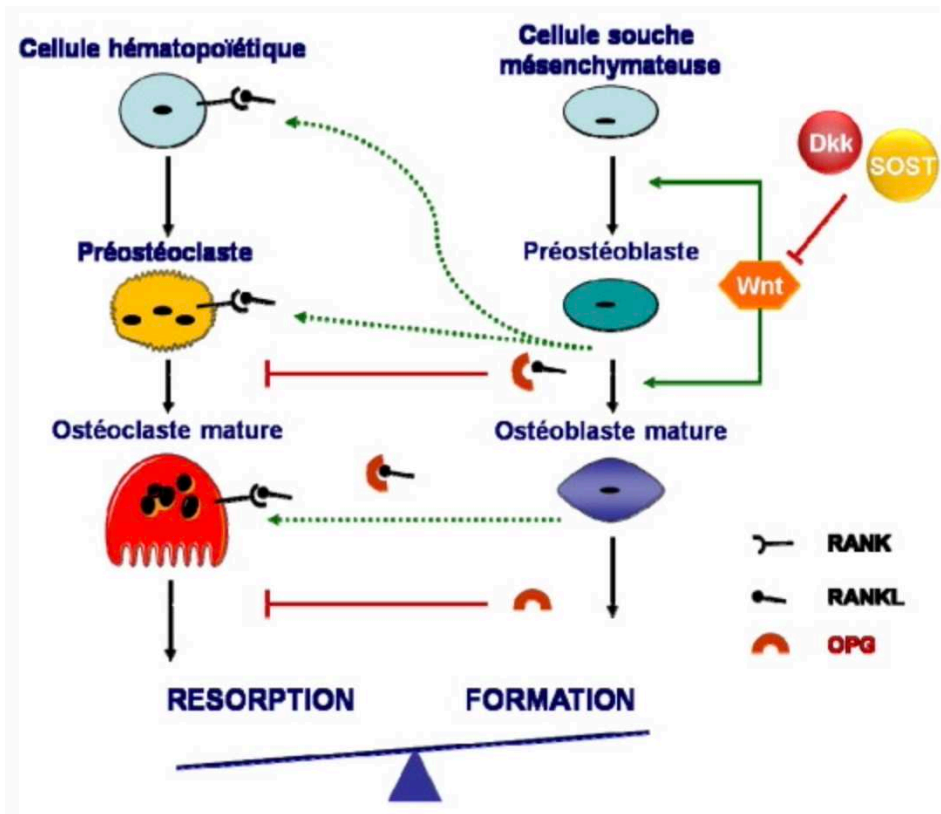 Cellule hématopoïétique
Cellule souche
mésenchymateuse
Dkk
SOST
Préostéoclaste
Préostéoblaste
Wnt
Ostéoclaste mature
Ostéoblaste mature
RANK
RANKL
OPG
RESORPTION
FORMATION